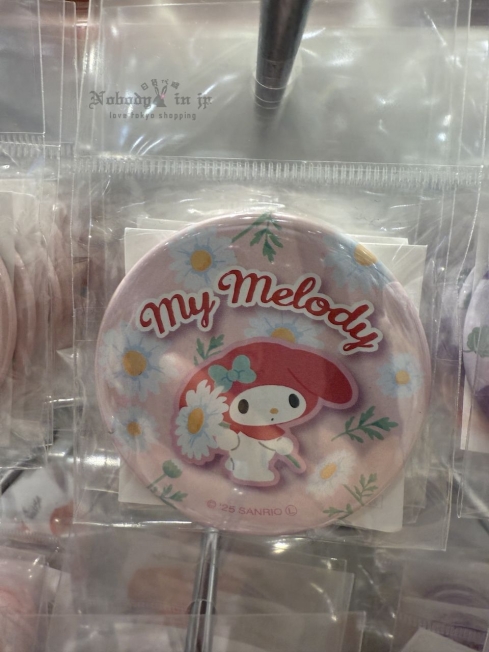 Nobody in jp
love tokyo shopping
My Melody
© '25 SANRIO Ⓛ